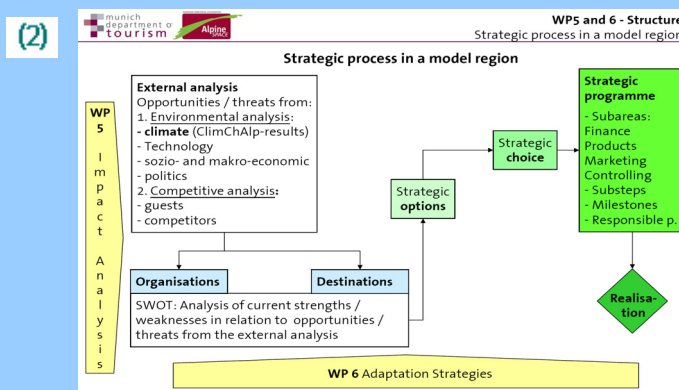 (2)
munich
department of
tourism
Alpine
SPACE
WP5 and 6 - Structure
Strategic process in a model region
Strategic process in a model region
WP
5
Impact
Analysis
External analysis
Opportunities / threats from:
1. Environmental analysis:
- climate (ClimChAlp-results)
- Technology
- sozio- and makro-economic
- politics
2. Competitive analysis:
- guests
- competitors
Organisations
Destinations
SWOT: Analysis of current strengths /
weaknesses in relation to opportunities /
threats from the external analysis
Strategic
options
Strategic
choice
Strategic
programme
- Subareas:
Finance
Products
Marketing
Controlling
- Substeps
- Milestones
- Responsible p.
Realisa-
tion
WP 6 Adaptation Strategies